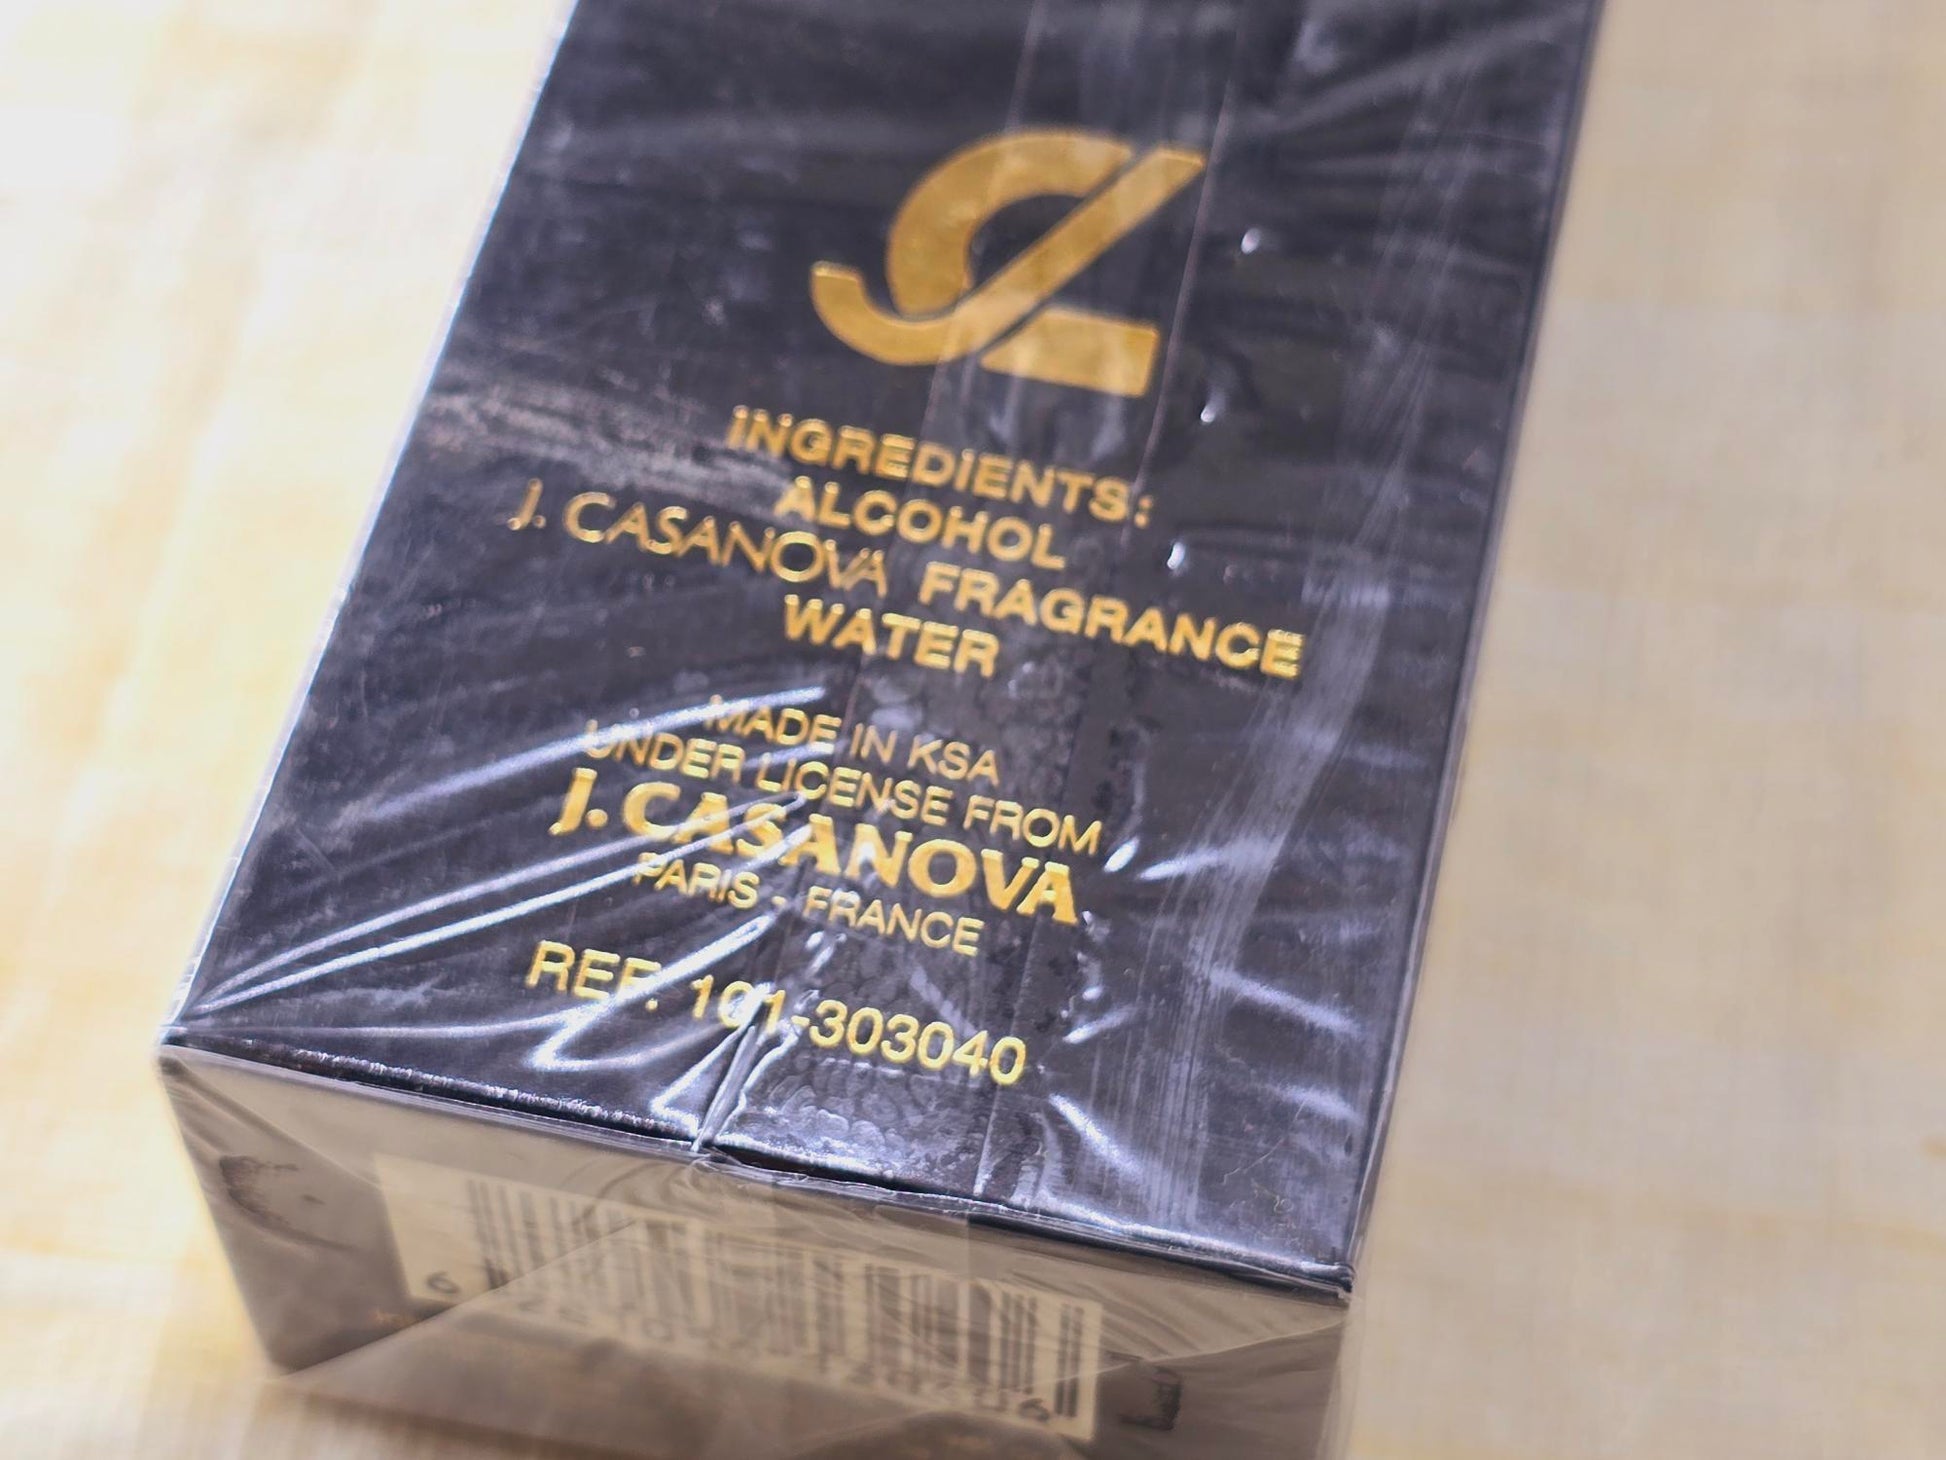 INGREDIENTS:
ALCOHOL
J. CASANOVA FRAGRANCE
WATER
MADE IN KSA
UNDER LICENSE FROM
J. CASANOVA
PARIS - FRANCE
REF. 101-303040